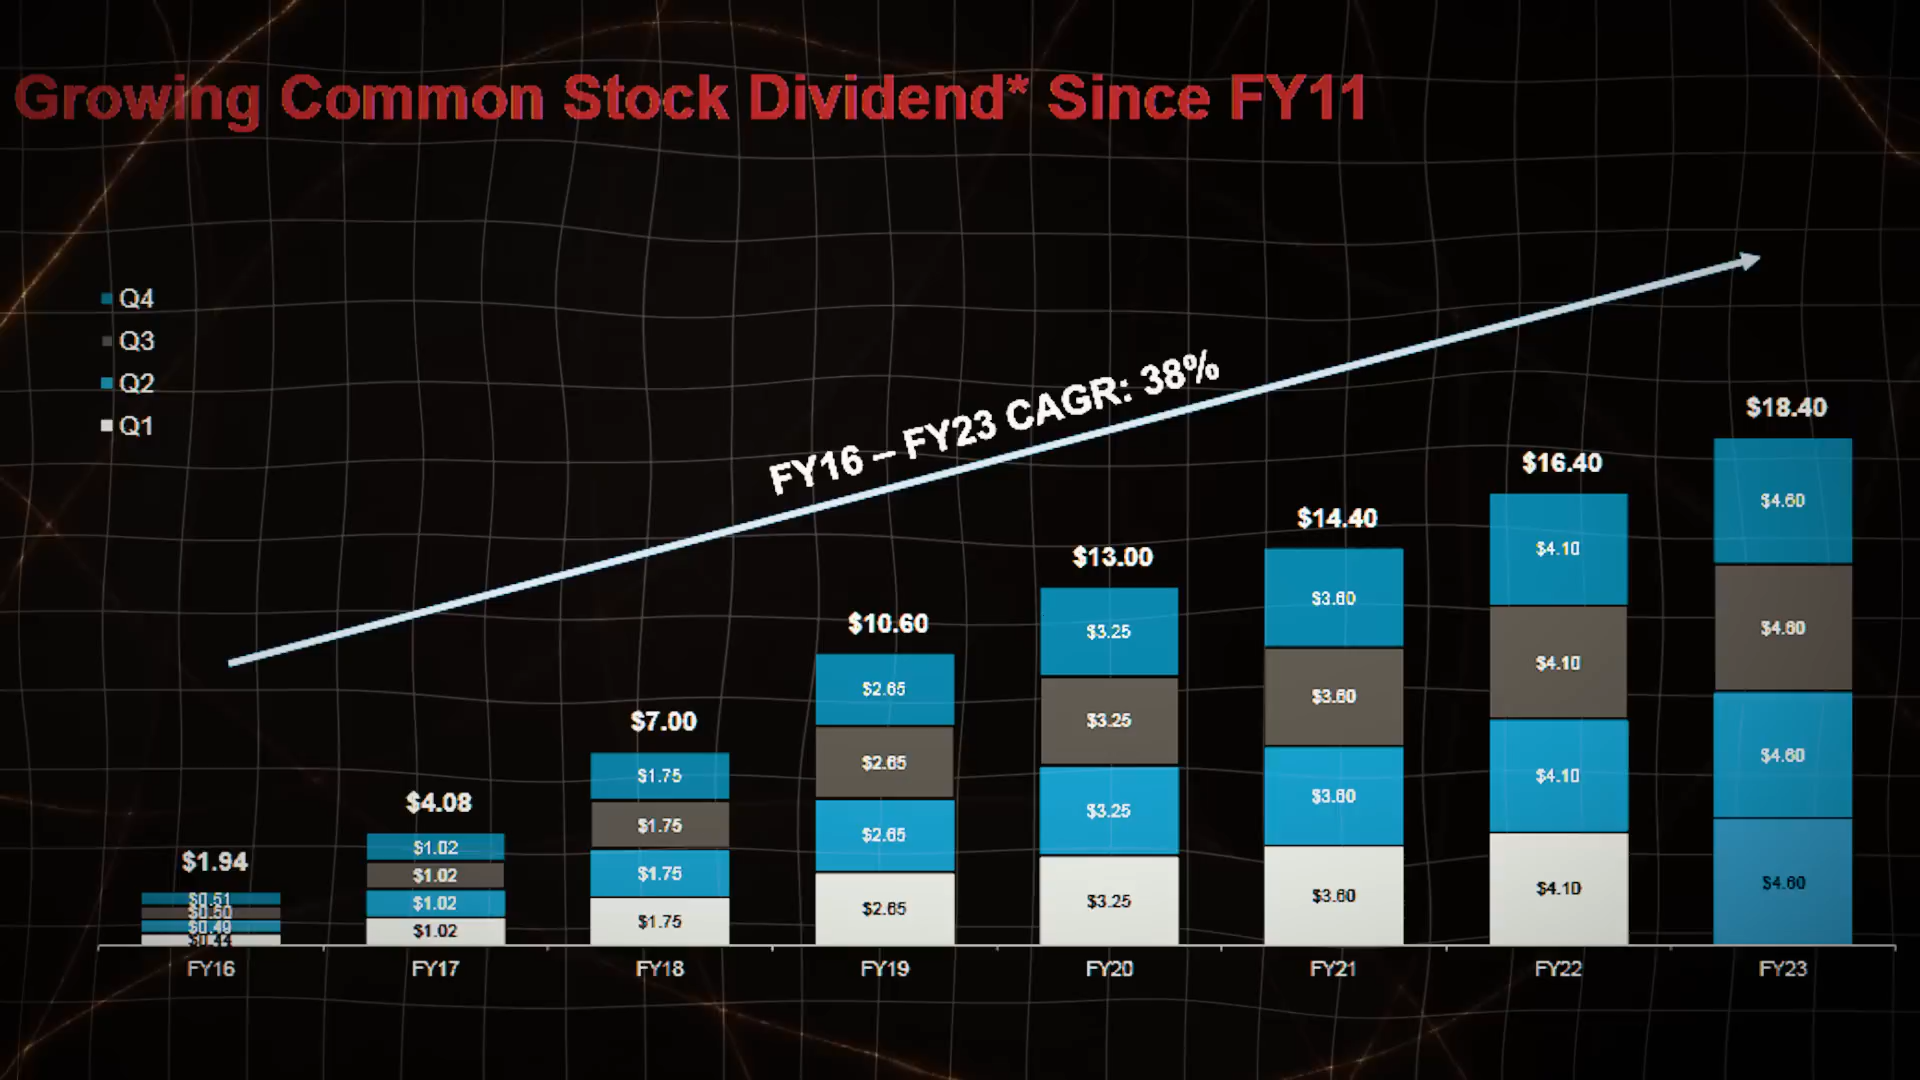 Growing Common Stock Dividend* Since FY11
Q4
Q3
Q2
Q1
FY16 – FY23 CAGR: 38%
$1.94
$0.51
$0.50
$0.49
$0.44
FY16
$4.08
$1.02
$1.02
$1.02
$1.02
FY17
$7.00
$1.75
$1.75
$1.75
$1.75
FY18
$10.60
$2.65
$2.65
$2.65
$2.65
FY19
$13.00
$3.25
$3.25
$3.25
$3.25
FY20
$14.40
$3.60
$3.60
$3.60
$3.60
FY21
$16.40
$4.10
$4.10
$4.10
$4.10
FY22
$18.40
$4.60
$4.60
$4.60
$4.60
FY23